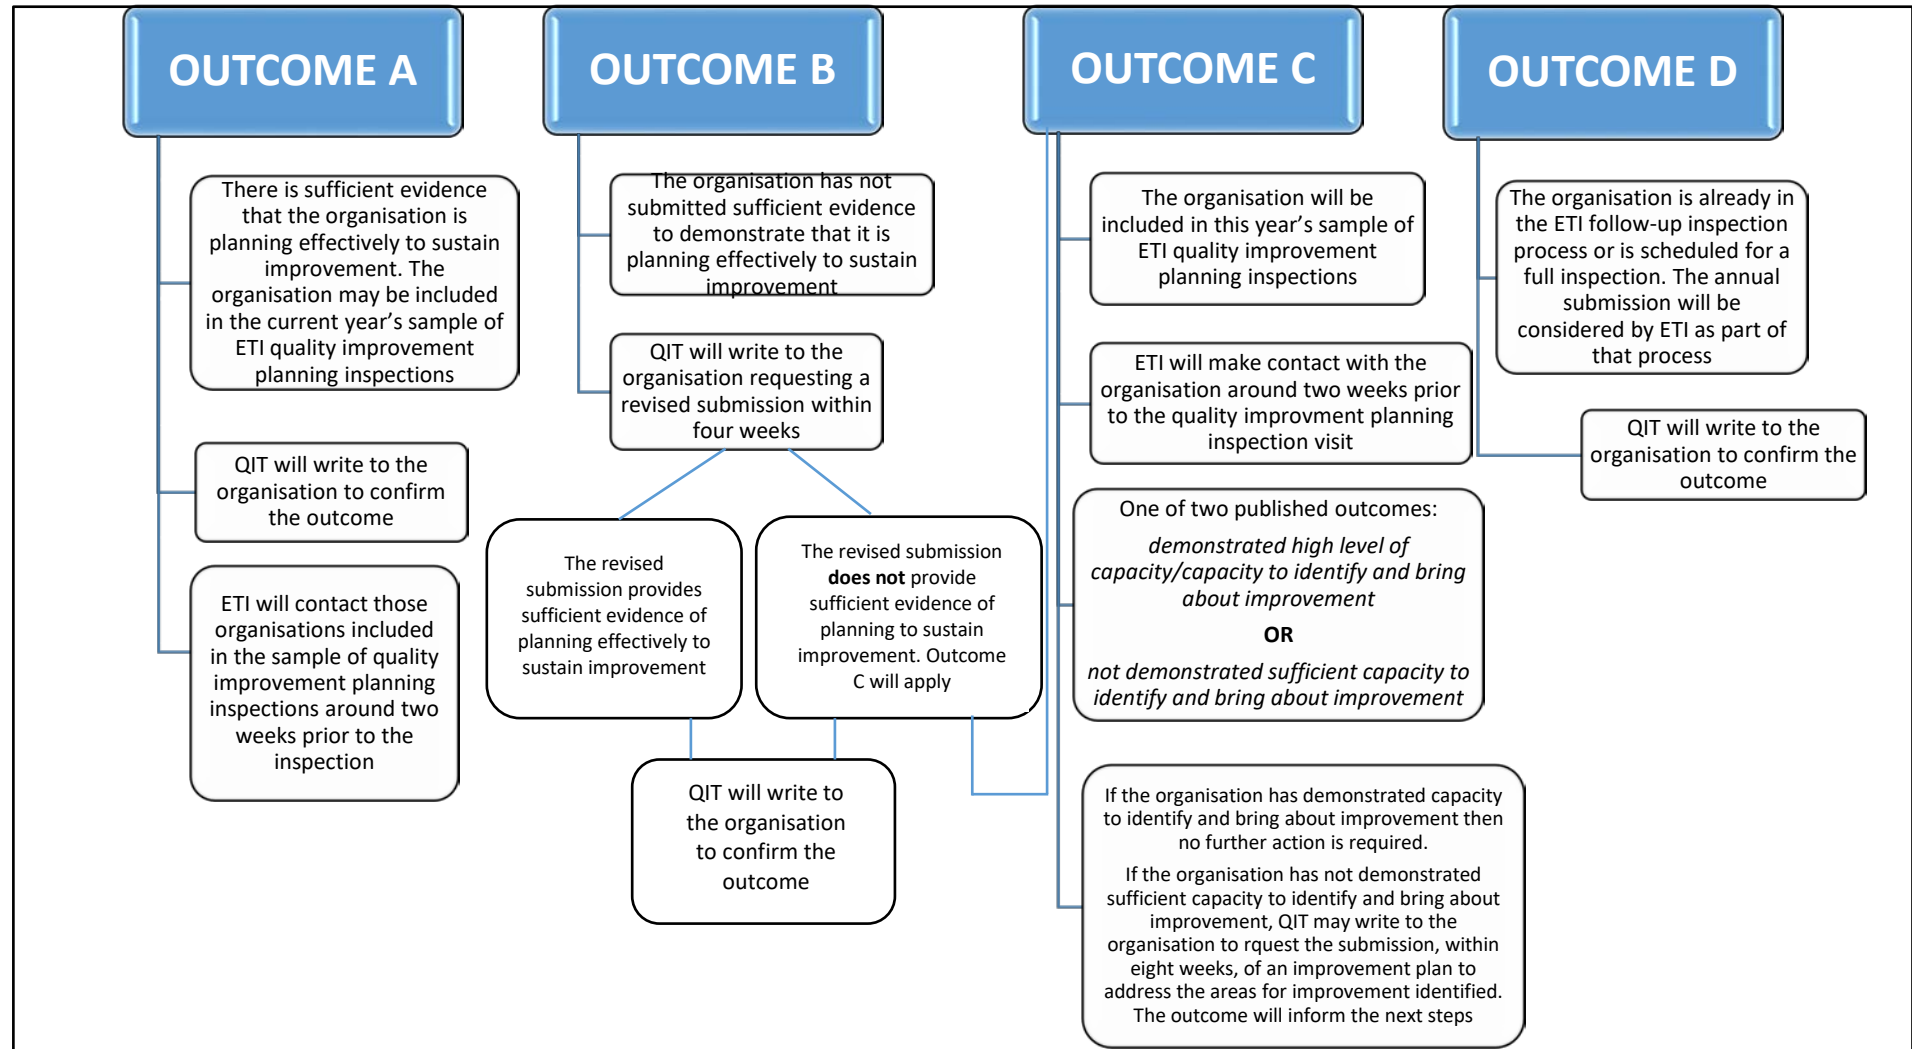 OUTCOME A
There is sufficient evidence
that the organisation is
planning effectively to sustain
improvement. The
organisation may be included
in the current year’s sample of
ETI quality improvement
planning inspections
QIT will write to the
organisation to confirm
the outcome
ETI will contact those
organisations included
in the sample of quality
improvement planning
inspections around two
weeks prior to the
inspection
OUTCOME B
The organisation has not
submitted sufficient evidence
to demonstrate that it is
planning effectively to sustain
improvement
QIT will write to the
organisation requesting a
revised submission within
four weeks
The revised
submission provides
sufficient evidence of
planning effectively to
sustain improvement
The revised submission
does not provide
sufficient evidence of
planning to sustain
improvement. Outcome
C will apply
QIT will write to
the organisation
to confirm the
outcome
OUTCOME C
The organisation will be
included in this year’s sample of
ETI quality improvement
planning inspections
ETI will make contact with the
organisation around two weeks prior
to the quality improvment planning
inspection visit
One of two published outcomes:
demonstrated high level of
capacity/capacity to identify and bring
about improvement
OR
not demonstrated sufficient capacity to
identify and bring about improvement
If the organisation has demonstrated capacity
to identify and bring about improvement then
no further action is required.
If the organisation has not demonstrated
sufficient capacity to identify and bring about
improvement, QIT may write to the
organisation to rquest the submission, within
eight weeks, of an improvement plan to
address the areas for improvement identified.
The outcome will inform the next steps
OUTCOME D
The organisation is already in
the ETI follow-up inspection
process or is scheduled for a
full inspection. The annual
submission will be
considered by ETI as part of
that process
QIT will write to the
organisation to confirm the
outcome